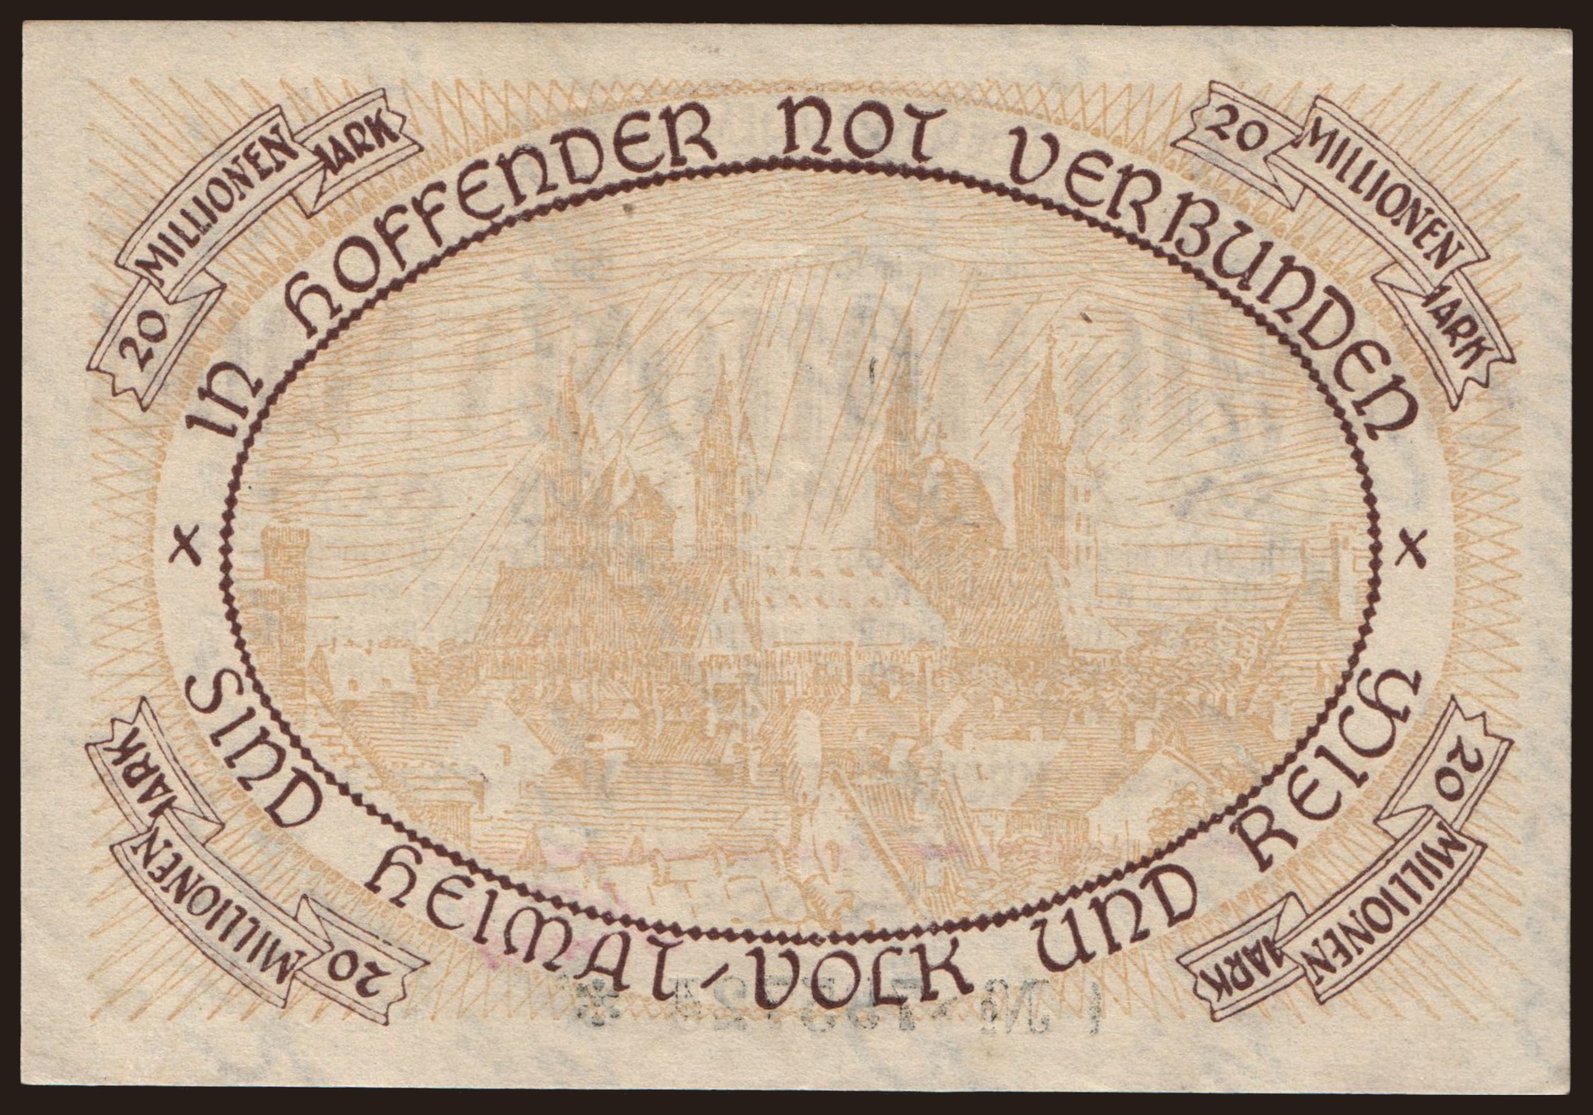 20 MILLIONEN MARK
20 MILLIONEN MARK
IN HOFFENDER NOT VERBUNDEN
x x
SIND HEIMAT-VOLK UND REICH
20 MILLIONEN MARK
20 MILLIONEN MARK